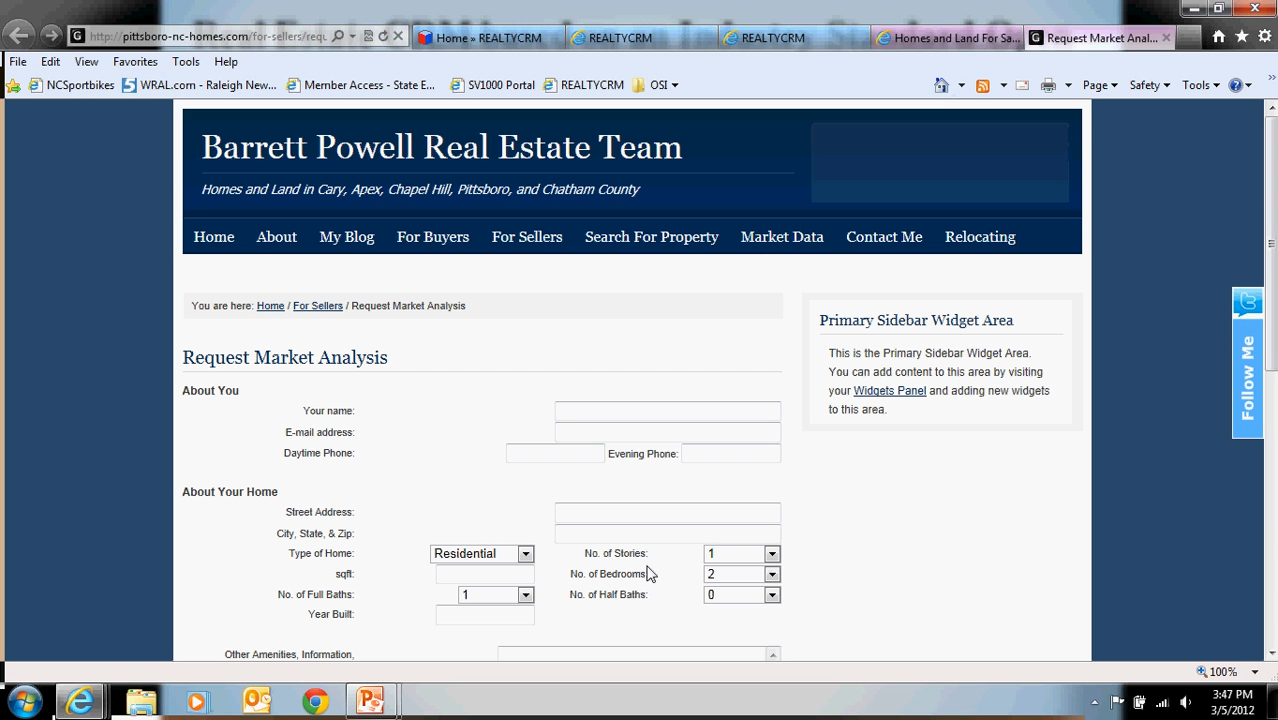 http://pittsboro-nc-homes.com/for-sellers/requ
Home » REALTYCRM
REALTYCRM
REALTYCRM
Homes and Land For Sa...
Request Market Anal...
File Edit View Favorites Tools Help
NCSportbikes WRAL.com - Raleigh New... Member Access - State E... SV1000 Portal REALTYCRM OSI Page Safety Tools
Barrett Powell Real Estate Team
Homes and Land in Cary, Apex, Chapel Hill, Pittsboro, and Chatham County
Home About My Blog For Buyers For Sellers Search For Property Market Data Contact Me Relocating
You are here: Home / For Sellers / Request Market Analysis
Request Market Analysis
About You
Your name:
E-mail address:
Daytime Phone: Evening Phone:
About Your Home
Street Address:
City, State, & Zip:
Type of Home: Residential No. of Stories: 1
sqft: No. of Bedrooms: 2
No. of Full Baths: 1 No. of Half Baths: 0
Year Built:
Other Amenities, Information,
Primary Sidebar Widget Area
This is the Primary Sidebar Widget Area.
You can add content to this area by visiting
your Widgets Panel and adding new widgets
to this area.
Follow Me
100%
3:47 PM
3/5/2012